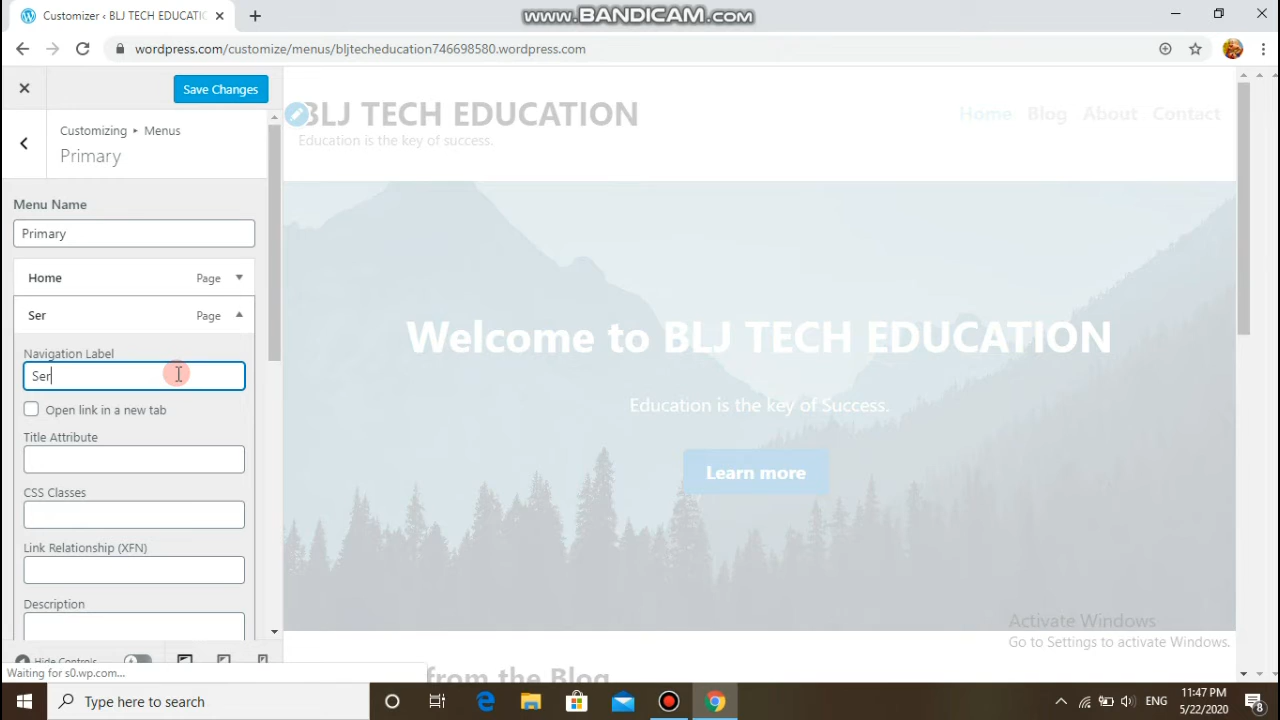 www.BANDICAM.com
Customizer ‹ BLJ TECH EDUCATIO
wordpress.com/customize/menus/bljtecheducation746698580.wordpress.com
Save Changes
Customizing ▸ Menus
Primary
Menu Name
Primary
Home Page
Ser Page
Navigation Label
Ser
Open link in a new tab
Title Attribute
CSS Classes
Link Relationship (XFN)
Description
Hide Controls
Waiting for s0.wp.com...
BLJ TECH EDUCATION
Education is the key of success.
Home Blog About Contact
Welcome to BLJ TECH EDUCATION
Education is the key of Success.
Learn more
from the Blog
Activate Windows
Go to Settings to activate Windows.
Type here to search
ENG
11:47 PM
5/22/2020
8